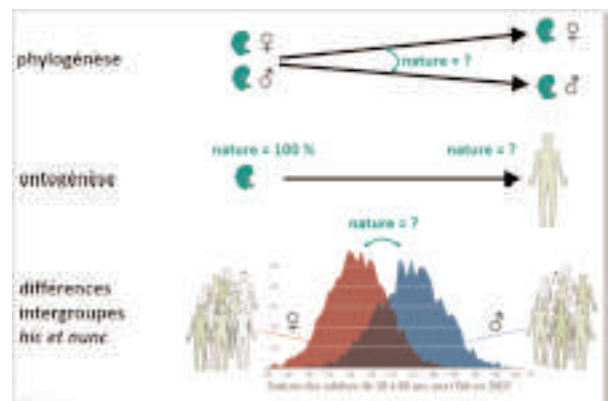 phylogénèse
♀
♂
nature = ?
♀
♂
ontogénèse
nature = 100 %
nature = ?
différences
intergroupes
hic et nunc
nature = ?
♀
♂